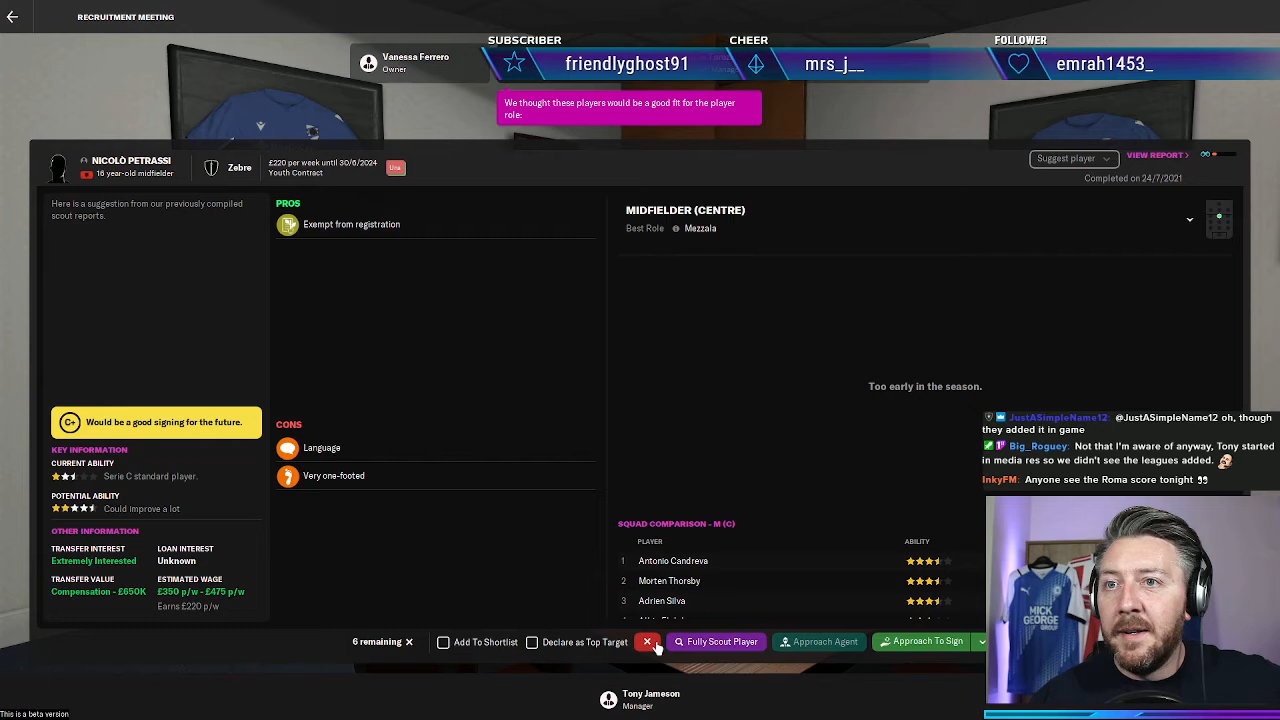 RECRUITMENT MEETING
SUBSCRIBER
CHEER
FOLLOWER
Vanessa Ferrero
Owner
friendlyghost91
mrs_j__
emrah1453_
We thought these players would be a good fit for the player
role:
NICOLÒ PETRASSI
16 year-old midfielder
Zebre
£220 per week until 30/6/2024
Youth Contract
Una
Suggest player
VIEW REPORT >
Completed on 24/7/2021
Here is a suggestion from our previously compiled
scout reports.
PROS
Exempt from registration
MIDFIELDER (CENTRE)
Best Role
Mezzala
Too early in the season.
C+
Would be a good signing for the future.
CONS
Language
Very one-footed
KEY INFORMATION
CURRENT ABILITY
Serie C standard player.
POTENTIAL ABILITY
Could improve a lot
OTHER INFORMATION
TRANSFER INTEREST
LOAN INTEREST
Extremely Interested
Unknown
TRANSFER VALUE
ESTIMATED WAGE
Compensation - £650K
£350 p/w - £475 p/w
Earns £220 p/w
SQUAD COMPARISON - M (C)
PLAYER
ABILITY
1 Antonio Candreva
2 Morten Thorsby
3 Adrien Silva
JustASimpleName12: @JustASimpleName12 oh, though
they added it in game
Big_Roguey: Not that I'm aware of anyway, Tony started
in media res so we didn't see the leagues added.
InkyFM: Anyone see the Roma score tonight
MICK
GEORGE
GROUP
6 remaining
Add To Shortlist
Declare as Top Target
Fully Scout Player
Approach Agent
Approach To Sign
Tony Jameson
Manager
This is a beta version